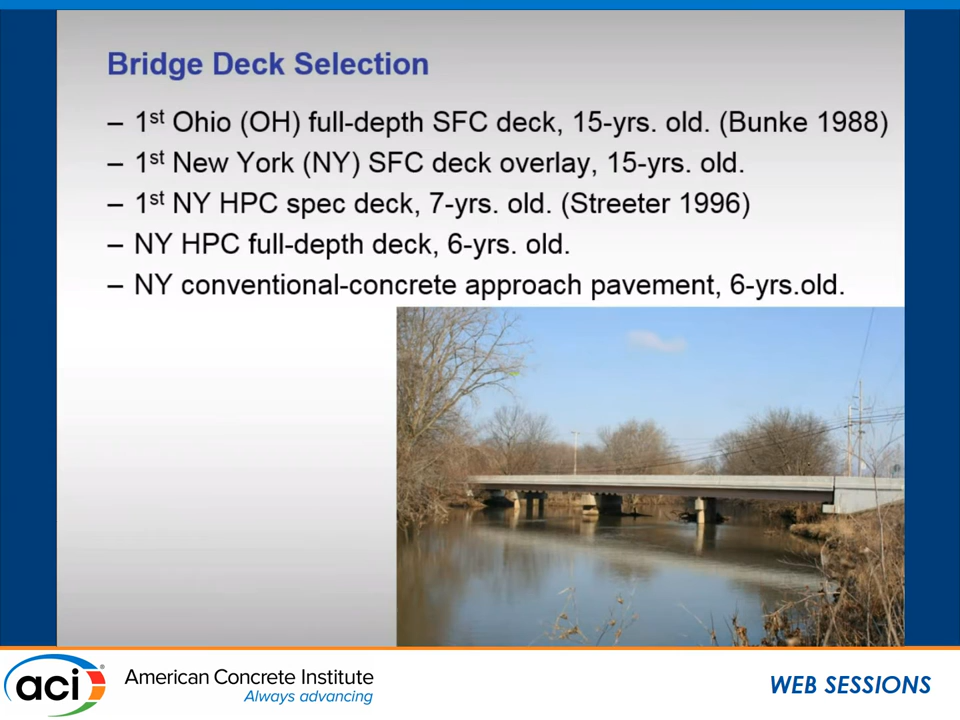 Bridge Deck Selection
– 1st Ohio (OH) full-depth SFC deck, 15-yrs. old. (Bunke 1988)
– 1st New York (NY) SFC deck overlay, 15-yrs. old.
– 1st NY HPC spec deck, 7-yrs. old. (Streeter 1996)
– NY HPC full-depth deck, 6-yrs. old.
– NY conventional-concrete approach pavement, 6-yrs.old.
aci® American Concrete Institute
Always advancing
WEB SESSIONS